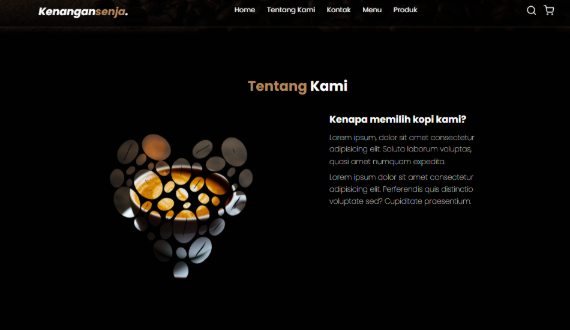 Kenangansenja.
Home Tentang Kami Kontak Menu Produk
Tentang Kami
Kenapa memilih kopi kami?
Lorem ipsum, dolor sit amet consectetur
adipisicing elit. Soluta laborum voluptas,
quasi amet numquam expedita.
Lorem ipsum dolor sit amet consectetur
adipisicing elit. Perferendis quis distinctio
voluptate sed? Cupiditate praesentium.